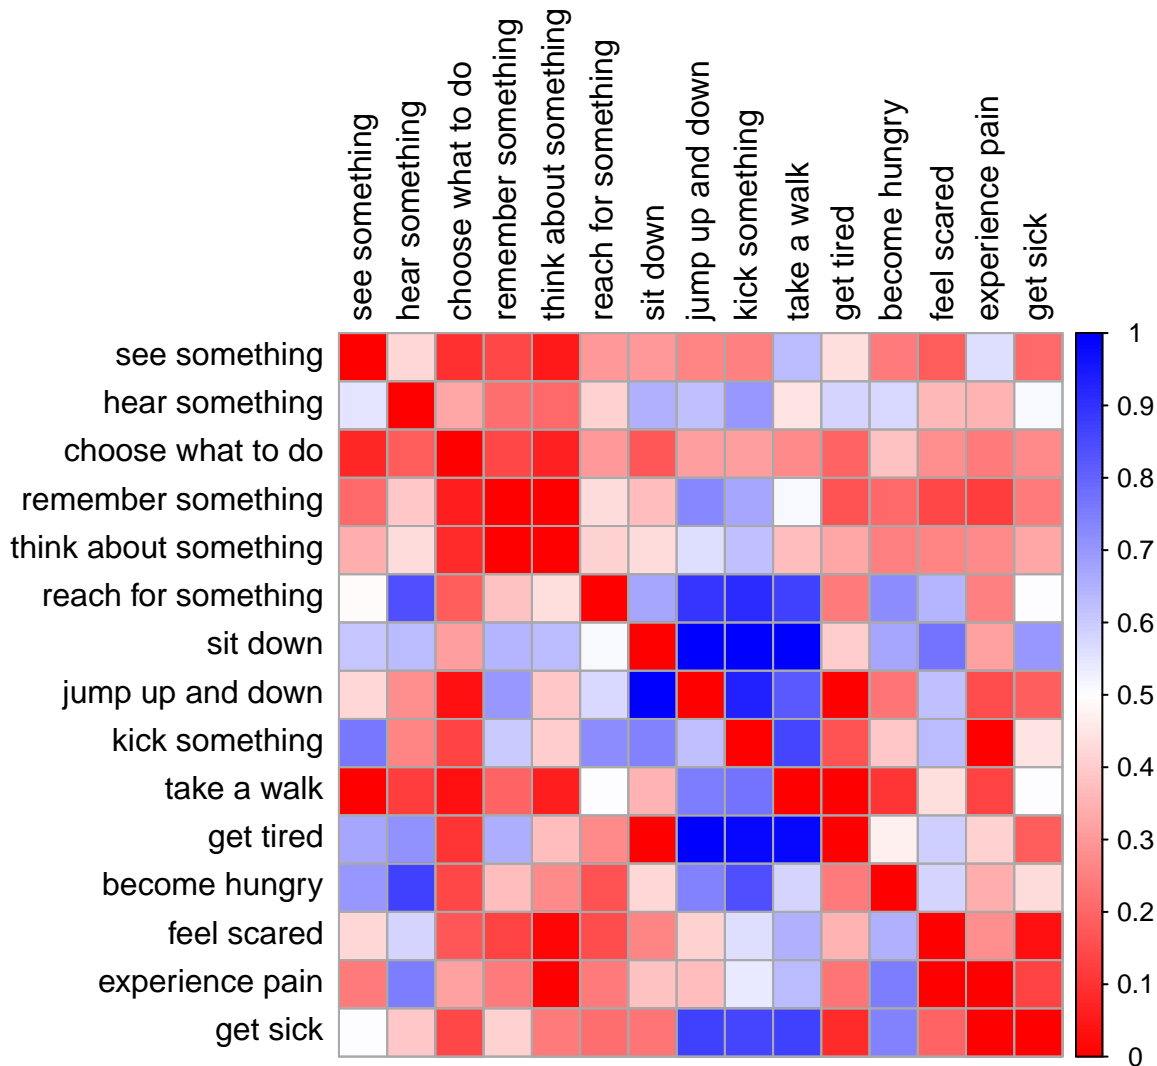 see something
hear something
choose what to do
remember something
think about something
reach for something
sit down
jump up and down
kick something
take a walk
get tired
become hungry
feel scared
experience pain
get sick
see something
hear something
choose what to do
remember something
think about something
reach for something
sit down
jump up and down
kick something
take a walk
get tired
become hungry
feel scared
experience pain
get sick
1
0.9
0.8
0.7
0.6
0.5
0.4
0.3
0.2
0.1
0